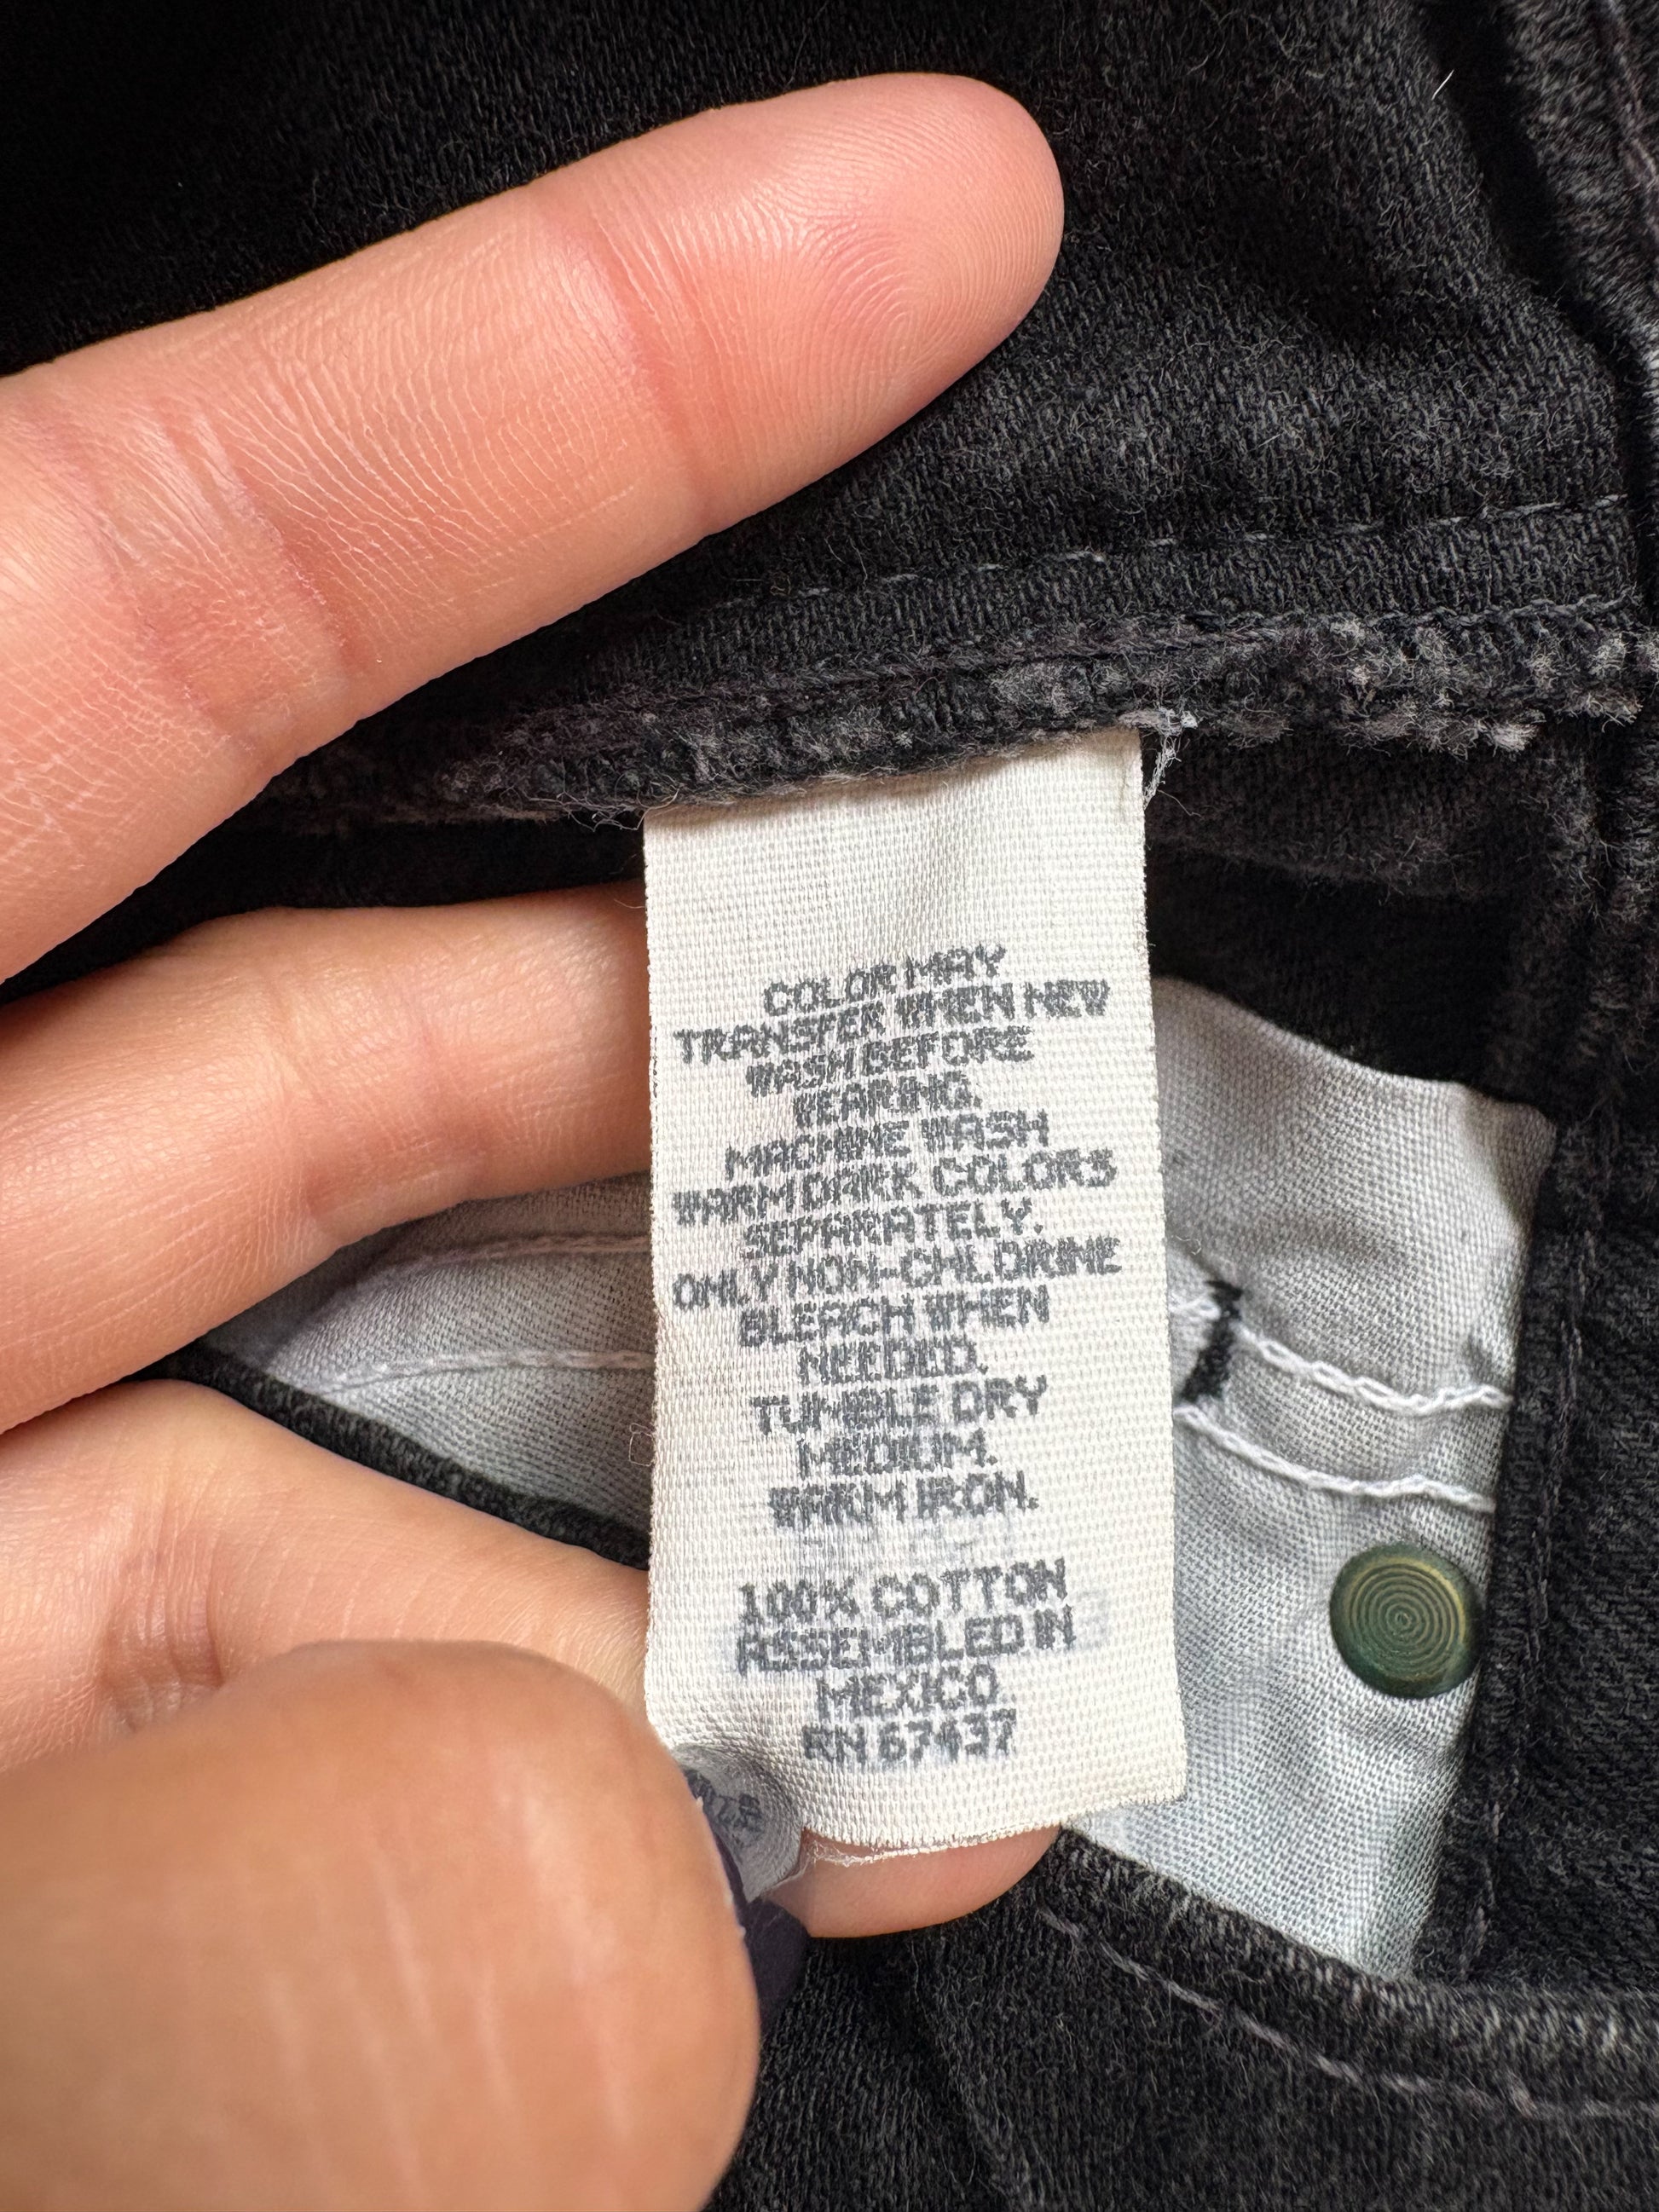 COLOR MAY
TRANSFER WHEN NEW
WASH BEFORE
WEARING.
MACHINE WASH
WARM DARK COLORS
SEPARATELY.
ONLY NON-CHLORINE
BLEACH WHEN
NEEDED.
TUMBLE DRY
MEDIUM.
WARM IRON.
100% COTTON
ASSEMBLED IN
MEXICO
RN 67437